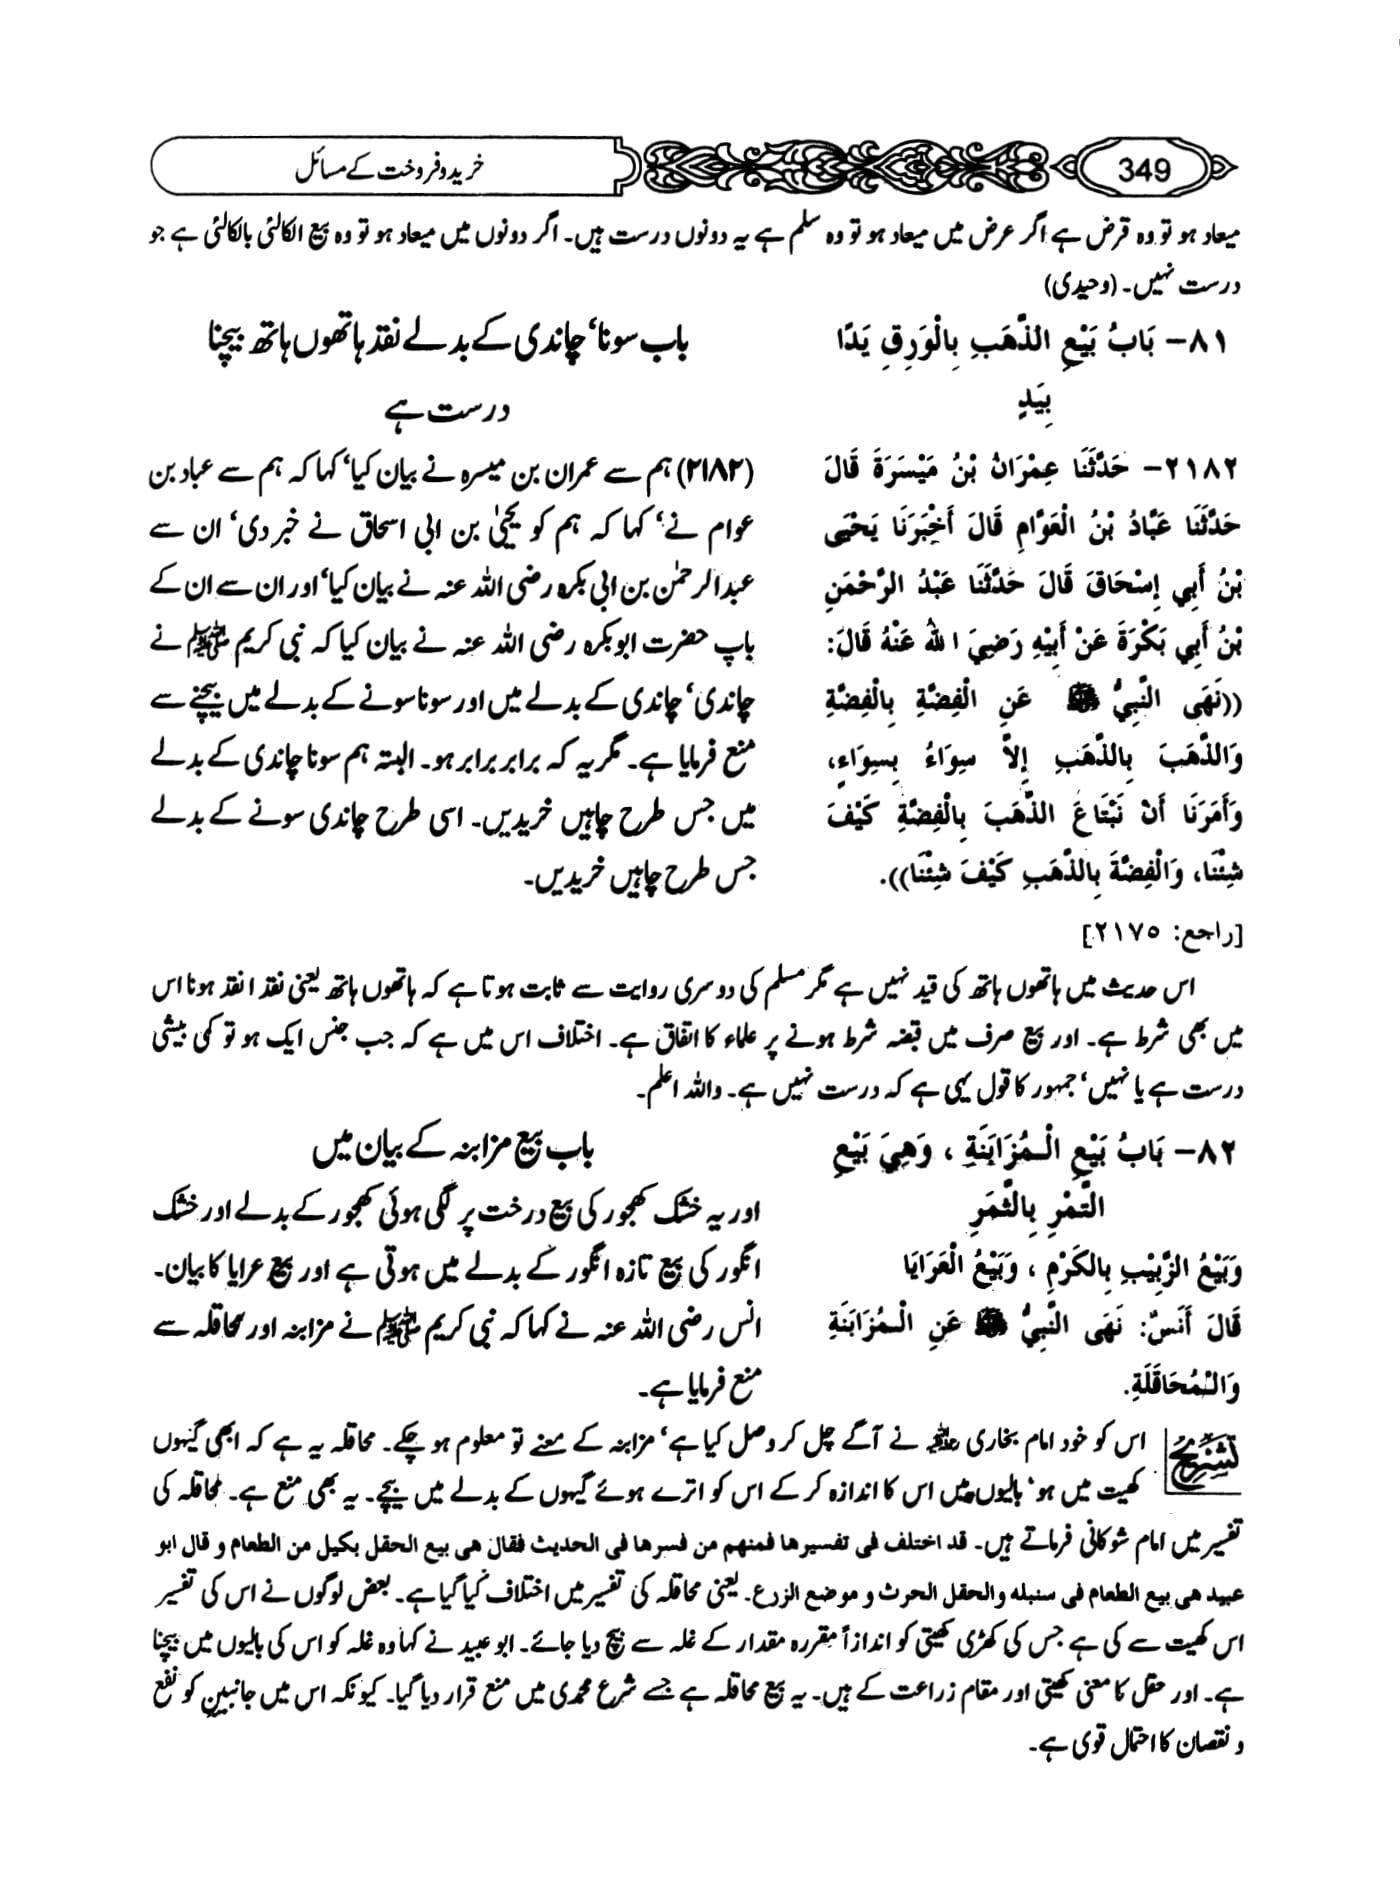 349
خرید و فروخت کے مسائل
میعاد ہو تو وہ قرض ہے اگر عرض میں میعاد ہو تو وہ سلم ہے یہ دونوں درست ہیں۔ اگر دونوں میں میعاد ہو تو وہ بیع الکالئی بالکالئی ہے جو
درست نہیں۔ (وحیدی)
٨١- بَابُ بَيْعِ الذَّهَبِ بِالْوَرِقِ يَدًا
بِيَدٍ
٢١٨٢- حَدَّثَنَا عِمْرَانُ بْنُ مَيْسَرَةَ قَالَ
حَدَّثَنَا عَبَّادُ بْنُ الْعَوَّامِ قَالَ أَخْبَرَنَا يَحْيَى
بْنُ أَبِي إِسْحَاقَ قَالَ حَدَّثَنَا عَبْدُ الرَّحْمَنِ
بْنُ أَبِي بَكْرَةَ عَنْ أَبِيْهِ رَضِيَ اللهُ عَنْهُ قَالَ:
((نَهَى النَّبِيُّ ﷺ عَنِ الْفِضَّةِ بِالْفِضَّةِ
وَالذَّهَبَ بِالذَّهَبِ إِلاَّ سِوَاءُ بِسِوَاءٍ،
وَأَمَرَنَا أَنْ نَبْتَاعَ الذَّهَبَ بِالْفِضَّةِ كَيْفَ
شِئْنَا، وَالْفِضَّةَ بِالذَّهَبِ كَيْفَ شِئْنَا)).
[راجع: ٢١٧٥]
باب سونا‘ چاندی کے بدلے نقد ہاتھوں ہاتھ بیچنا
درست ہے
(۲۱۸۲) ہم سے عمران بن میسرہ نے بیان کیا‘ کہا کہ ہم سے عباد بن
عوام نے‘ کہا کہ ہم کو یحییٰ بن ابی اسحاق نے خبر دی‘ ان سے
عبدالرحمٰن بن ابی بکرہ رضی اللہ عنہ نے بیان کیا‘ اور ان سے ان کے
باپ حضرت ابوبکرہ رضی اللہ عنہ نے بیان کیا کہ نبی کریم ﷺ نے
چاندی‘ چاندی کے بدلے میں اور سونا سونے کے بدلے میں بیچنے سے
منع فرمایا ہے۔ مگر یہ کہ برابر برابر ہو۔ البتہ ہم سونا چاندی کے بدلے
میں جس طرح چاہیں خریدیں۔ اسی طرح چاندی سونے کے بدلے
جس طرح چاہیں خریدیں۔
اس حدیث میں ہاتھوں ہاتھ کی قید نہیں ہے مگر مسلم کی دوسری روایت سے ثابت ہوتا ہے کہ ہاتھوں ہاتھ یعنی نقدا نقد ہونا اس
میں بھی شرط ہے۔ اور بیع صرف میں قبضہ شرط ہونے پر علماء کا اتفاق ہے۔ اختلاف اس میں ہے کہ جب جنس ایک ہو تو کمی بیشی
درست ہے یا نہیں‘ جمہور کا قول یہی ہے کہ درست نہیں ہے۔ واللہ اعلم۔
٨٢- بَابُ بَيْعِ الْـمُزَابَنَةِ، وَهِيَ بَيْعِ
التَّمْرِ بِالثَّمَرِ
وَبَيْعُ الزَّبِيْبِ بِالكَرْمِ، وَبَيْعُ الْعَرَايَا
قَالَ أَنَسٌ: نَهَى النَّبِيُّ ﷺ عَنِ الْـمُزَابَنَةِ
وَالْـمُحَاقَلَةِ.
باب بیع مزابنہ کے بیان میں
اور یہ خشک کھجور کی بیع درخت پر لگی ہوئی کھجور کے بدلے اور خشک
انگور کی بیع تازہ انگور کے بدلے میں ہوتی ہے اور بیع عرایا کا بیان۔
انس رضی اللہ عنہ نے کہا کہ نبی کریم ﷺ نے مزابنہ اور محاقلہ سے
منع فرمایا ہے۔
تشریح
اس کو خود امام بخاری رحمہ اللہ نے آگے چل کر وصل کیا ہے‘ مزابنہ کے معنے تو معلوم ہو چکے۔ محاقلہ یہ ہے کہ ابھی گیہوں
کھیت میں ہو‘ بالیوں میں اس کا اندازہ کر کے اس کو اترے ہوئے گیہوں کے بدلے میں بیچے۔ یہ بھی منع ہے۔ محاقلہ کی
تفسیر میں امام شوکانی فرماتے ہیں۔ قد اختلف فی تفسیرھا فمنھم من فسرھا فی الحدیث فقال ھی بیع الحقل بکیل من الطعام و قال ابو
عبید ھی بیع الطعام فی سنبلہ والحقل الحرث و موضع الزرع۔ یعنی محاقلہ کی تفسیر میں اختلاف کیا گیا ہے۔ بعض لوگوں نے اس کی تفسیر
اس کھیت سے کی ہے جس کی کھڑی کھیتی کو اندازاً مقررہ مقدار کے غلہ سے بیچ دیا جائے۔ ابوعبید نے کہا وہ غلہ کو اس کی بالیوں میں بیچنا
ہے۔ اور حقل کا معنی کھیتی اور مقام زراعت کے ہیں۔ یہ بیع محاقلہ ہے جسے شرع محمدی میں منع قرار دیا گیا۔ کیونکہ اس میں جانبین کو نفع
و نقصان کا احتمال قوی ہے۔